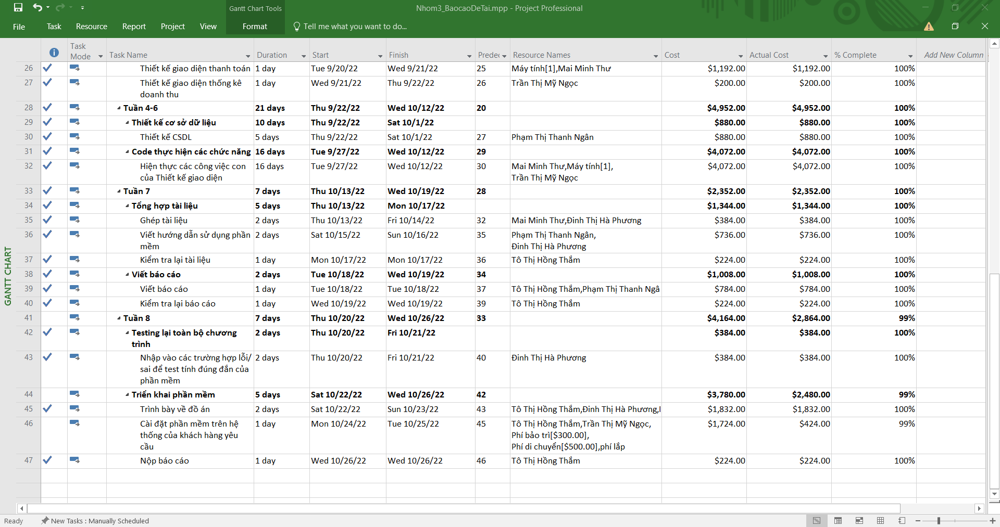 Gantt Chart Tools
Nhom3_BaocaoDeTai.mpp - Project Professional
File Task Resource Report Project View Format Tell me what you want to do...
Task Mode Task Name Duration Start Finish Predec Resource Names Cost Actual Cost % Complete Add New Column
26 Thiết kế giao diện thanh toán 1 day Tue 9/20/22 Wed 9/21/22 25 Máy tính[1],Mai Minh Thư $1,192.00 $1,192.00 100%
27 Thiết kế giao diện thống kê 1 day Wed 9/21/22 Thu 9/22/22 26 Trần Thị Mỹ Ngọc $200.00 $200.00 100%
doanh thu
28 Tuần 4-6 21 days Thu 9/22/22 Wed 10/12/22 20 $4,952.00 $4,952.00 100%
29 Thiết kế cơ sở dữ liệu 10 days Thu 9/22/22 Sat 10/1/22 $880.00 $880.00 100%
30 Thiết kế CSDL 5 days Thu 9/22/22 Sat 10/1/22 27 Phạm Thị Thanh Ngân $880.00 $880.00 100%
31 Code thực hiện các chức năng 16 days Tue 9/27/22 Wed 10/12/22 29 $4,072.00 $4,072.00 100%
32 Hiện thực các công việc con 16 days Tue 9/27/22 Wed 10/12/22 30 Mai Minh Thư,Máy tính[1], $4,072.00 $4,072.00 100%
của Thiết kế giao diện Trần Thị Mỹ Ngọc
33 Tuần 7 7 days Thu 10/13/22 Wed 10/19/22 28 $2,352.00 $2,352.00 100%
34 Tổng hợp tài liệu 5 days Thu 10/13/22 Mon 10/17/22 $1,344.00 $1,344.00 100%
35 Ghép tài liệu 2 days Thu 10/13/22 Fri 10/14/22 32 Mai Minh Thư,Đinh Thị Hà Phương $384.00 $384.00 100%
36 Viết hướng dẫn sử dụng phần 2 days Sat 10/15/22 Sun 10/16/22 35 Phạm Thị Thanh Ngân, $736.00 $736.00 100%
mềm Đinh Thị Hà Phương
37 Kiểm tra lại tài liệu 1 day Mon 10/17/22 Mon 10/17/22 36 Tô Thị Hồng Thắm $224.00 $224.00 100%
38 Viết báo cáo 2 days Tue 10/18/22 Wed 10/19/22 34 $1,008.00 $1,008.00 100%
39 Viết báo cáo 1 day Tue 10/18/22 Tue 10/18/22 37 Tô Thị Hồng Thắm,Phạm Thị Thanh Ngâ $784.00 $784.00 100%
40 Kiểm tra lại báo cáo 1 day Wed 10/19/22 Wed 10/19/22 39 Tô Thị Hồng Thắm $224.00 $224.00 100%
41 Tuần 8 7 days Thu 10/20/22 Wed 10/26/22 33 $4,164.00 $2,864.00 99%
42 Testing lại toàn bộ chương 2 days Thu 10/20/22 Fri 10/21/22 $384.00 $384.00 100%
trình
43 Nhập vào các trường hợp lỗi/ 2 days Thu 10/20/22 Fri 10/21/22 40 Đinh Thị Hà Phương $384.00 $384.00 100%
sai để test tính đúng đắn của
phần mềm
44 Triển khai phần mềm 5 days Sat 10/22/22 Wed 10/26/22 42 $3,780.00 $2,480.00 99%
45 Trình bày về đồ án 2 days Sat 10/22/22 Sun 10/23/22 43 Tô Thị Hồng Thắm,Đinh Thị Hà Phương, $1,832.00 $1,832.00 100%
46 Cài đặt phần mềm trên hệ 1 day Mon 10/24/22 Tue 10/25/22 45 Tô Thị Hồng Thắm,Trần Thị Mỹ Ngọc, $1,724.00 $424.00 99%
thống của khách hàng yêu Phí bảo trì[$300.00],
cầu Phí di chuyển[$500.00],phí lắp
47 Nộp báo cáo 1 day Wed 10/26/22 Wed 10/26/22 46 Tô Thị Hồng Thắm $224.00 $224.00 100%
GANTT CHART
Ready New Tasks : Manually Scheduled